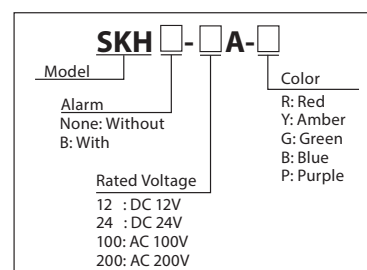 SKH □-□A-□
Model
Alarm
None: Without
B: With
Rated Voltage
12 : DC 12V
24 : DC 24V
100: AC 100V
200: AC 200V
Color
R: Red
Y: Amber
G: Green
B: Blue
P: Purple